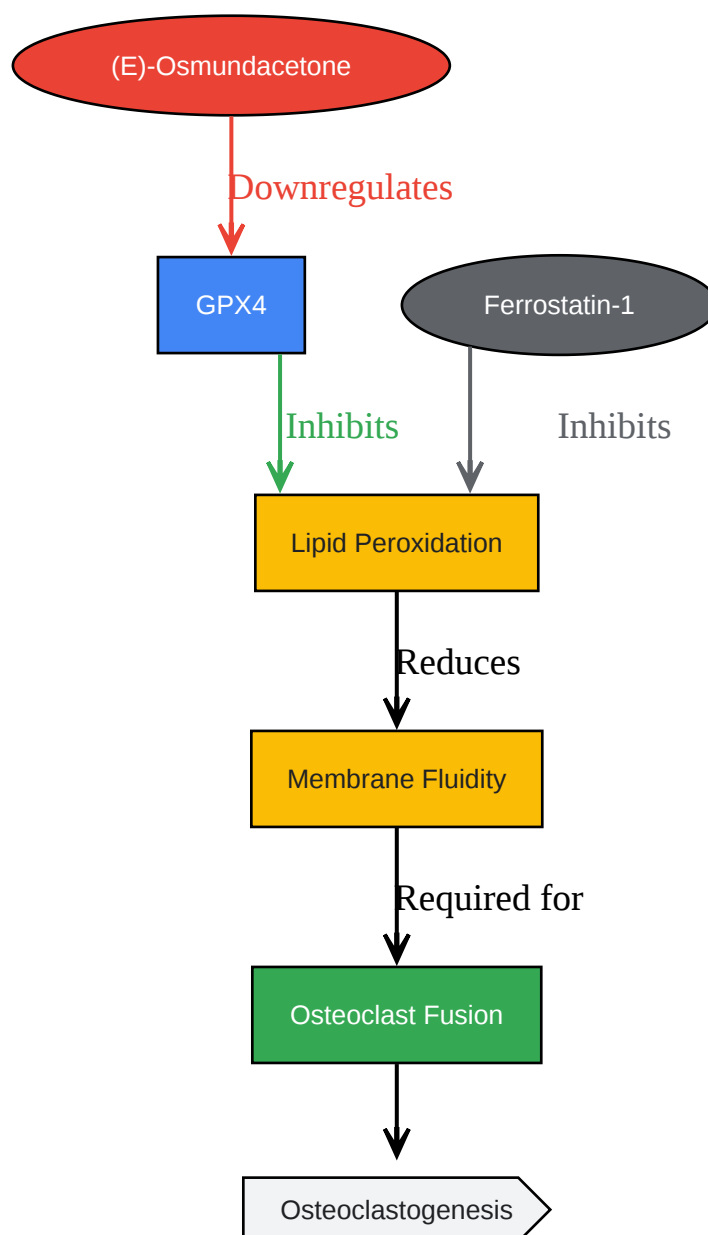 (E)-Osmundacetone
Downregulates
GPX4
Ferrostatin-1
Inhibits
Inhibits
Lipid Peroxidation
Reduces
Membrane Fluidity
Required for
Osteoclast Fusion
Osteoclastogenesis